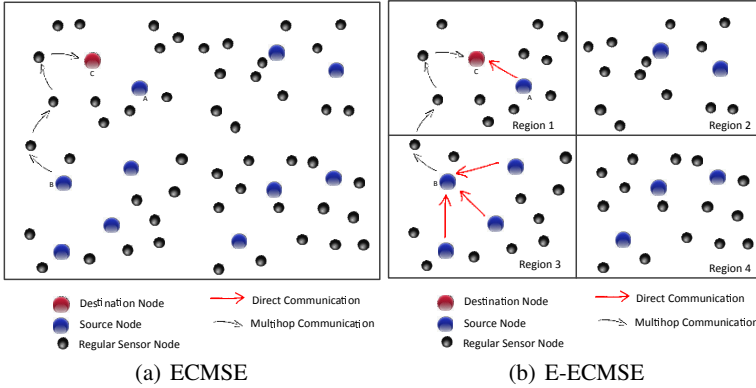 C
A
B
Destination Node
Source Node
Regular Sensor Node
Direct Communication
Multihop Communication
(a) ECMSE
C
A
Region 1
Region 2
B
Region 3
Region 4
Destination Node
Source Node
Regular Sensor Node
Direct Communication
Multihop Communication
(b) E-ECMSE